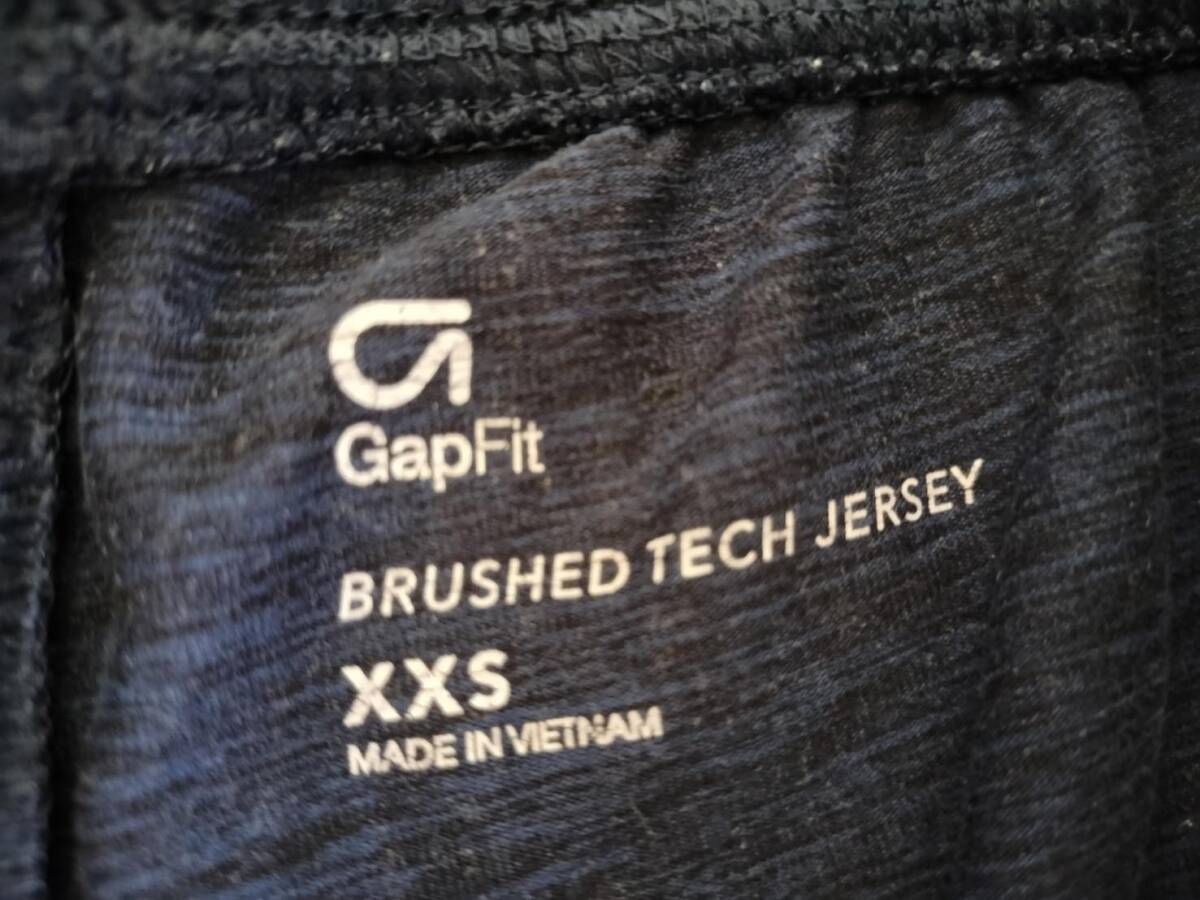 GapFit
BRUSHED TECH JERSEY
XXS
MADE IN VIETNAM